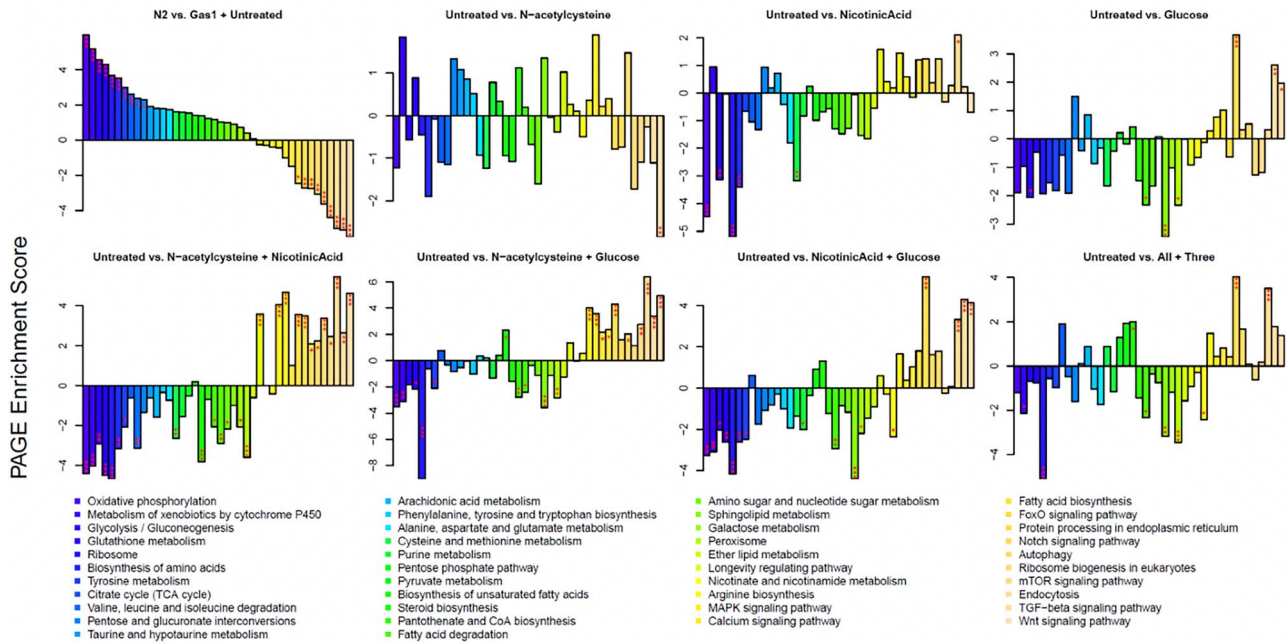 N2 vs. Gas1 + Untreated
Untreated vs. N−acetylcysteine
Untreated vs. NicotinicAcid
Untreated vs. Glucose
4
2
0
−2
−4
1
0
−1
−2
2
1
0
−1
−2
−3
−4
−5
3
2
1
0
−1
−2
−3
PAGE Enrichment Score
Untreated vs. N−acetylcysteine + NicotinicAcid
Untreated vs. N−acetylcysteine + Glucose
Untreated vs. NicotinicAcid + Glucose
Untreated vs. All + Three
4
2
0
−2
−4
6
4
2
0
−2
−4
−6
−8
4
2
0
−2
−4
4
2
0
−2
−4
Oxidative phosphorylation
Metabolism of xenobiotics by cytochrome P450
Glycolysis / Gluconeogenesis
Glutathione metabolism
Ribosome
Biosynthesis of amino acids
Tyrosine metabolism
Citrate cycle (TCA cycle)
Valine, leucine and isoleucine degradation
Pentose and glucuronate interconversions
Taurine and hypotaurine metabolism
Arachidonic acid metabolism
Phenylalanine, tyrosine and tryptophan biosynthesis
Alanine, aspartate and glutamate metabolism
Cysteine and methionine metabolism
Purine metabolism
Pentose phosphate pathway
Pyruvate metabolism
Biosynthesis of unsaturated fatty acids
Steroid biosynthesis
Pantothenate and CoA biosynthesis
Fatty acid degradation
Amino sugar and nucleotide sugar metabolism
Sphingolipid metabolism
Galactose metabolism
Peroxisome
Ether lipid metabolism
Longevity regulating pathway
Nicotinate and nicotinamide metabolism
Arginine biosynthesis
MAPK signaling pathway
Calcium signaling pathway
Fatty acid biosynthesis
FoxO signaling pathway
Protein processing in endoplasmic reticulum
Notch signaling pathway
Autophagy
Ribosome biogenesis in eukaryotes
mTOR signaling pathway
Endocytosis
TGF−beta signaling pathway
Wnt signaling pathway